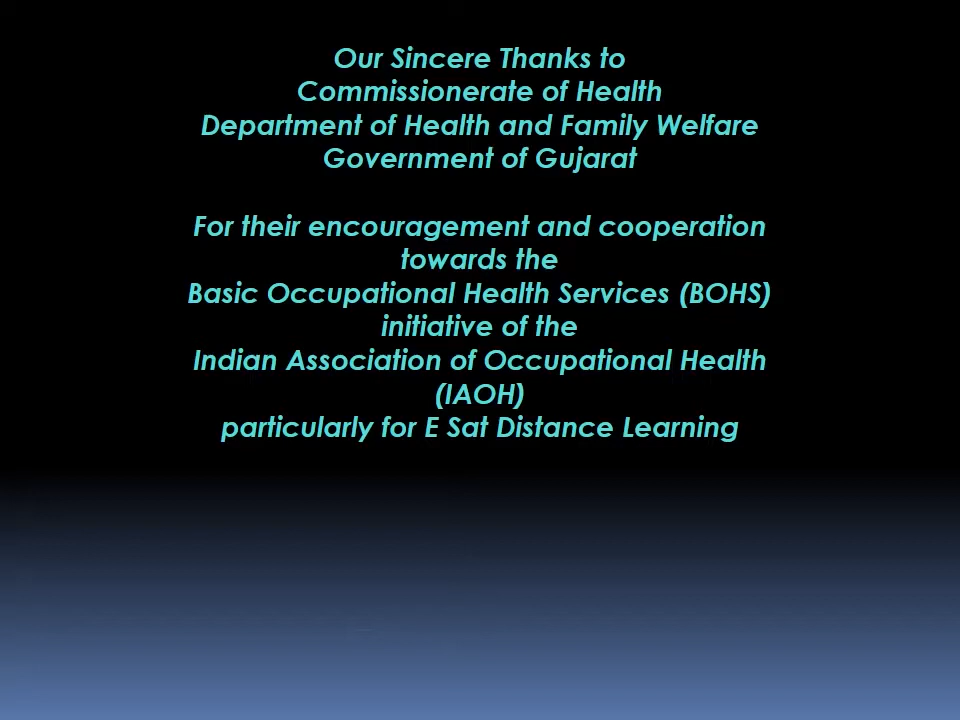 Our Sincere Thanks to
Commissionerate of Health
Department of Health and Family Welfare
Government of Gujarat
For their encouragement and cooperation
towards the
Basic Occupational Health Services (BOHS)
initiative of the
Indian Association of Occupational Health
(IAOH)
particularly for E Sat Distance Learning